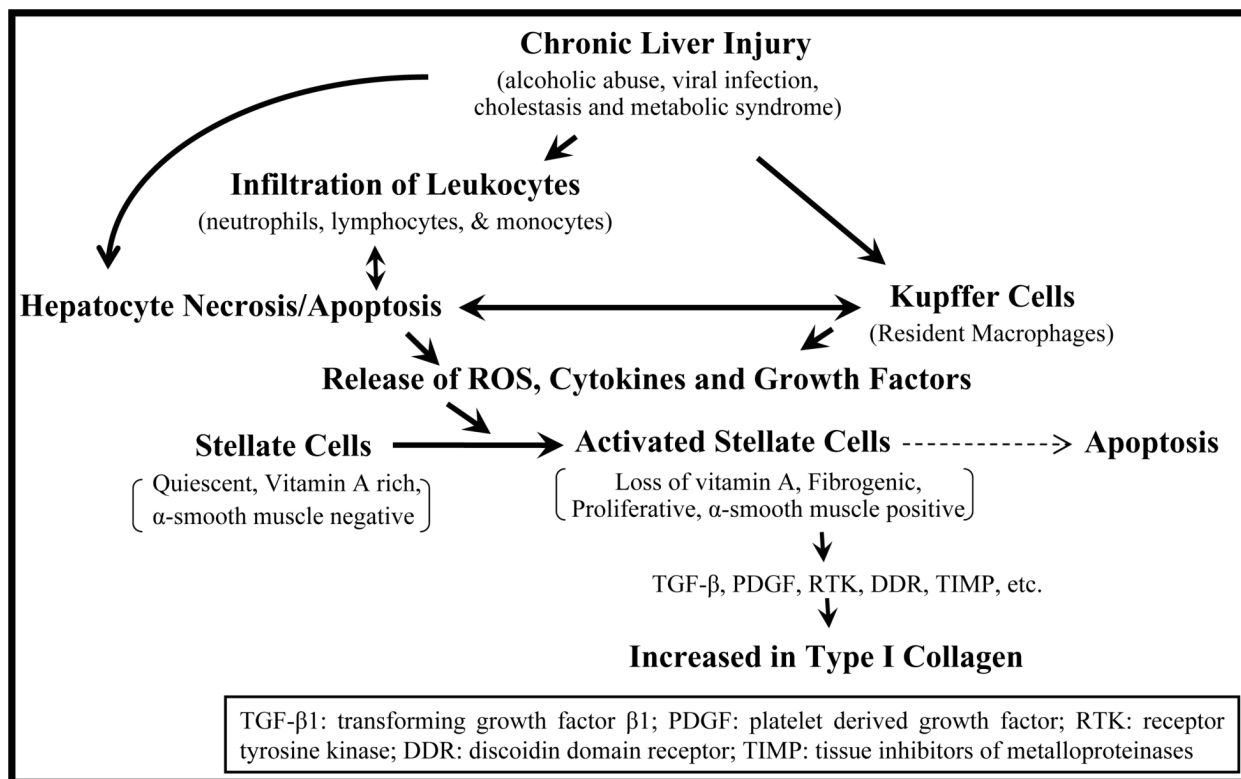 Chronic Liver Injury
(alcoholic abuse, viral infection,
cholestasis and metabolic syndrome)
Infiltration of Leukocytes
(neutrophils, lymphocytes, & monocytes)
Hepatocyte Necrosis/Apoptosis
Kupffer Cells
(Resident Macrophages)
Release of ROS, Cytokines and Growth Factors
Stellate Cells
Quiescent, Vitamin A rich,
α-smooth muscle negative
Activated Stellate Cells
Loss of vitamin A, Fibrogenic,
Proliferative, α-smooth muscle positive
Apoptosis
TGF-β, PDGF, RTK, DDR, TIMP, etc.
Increased in Type I Collagen
TGF-β1: transforming growth factor β1; PDGF: platelet derived growth factor; RTK: receptor
tyrosine kinase; DDR: discoidin domain receptor; TIMP: tissue inhibitors of metalloproteinases